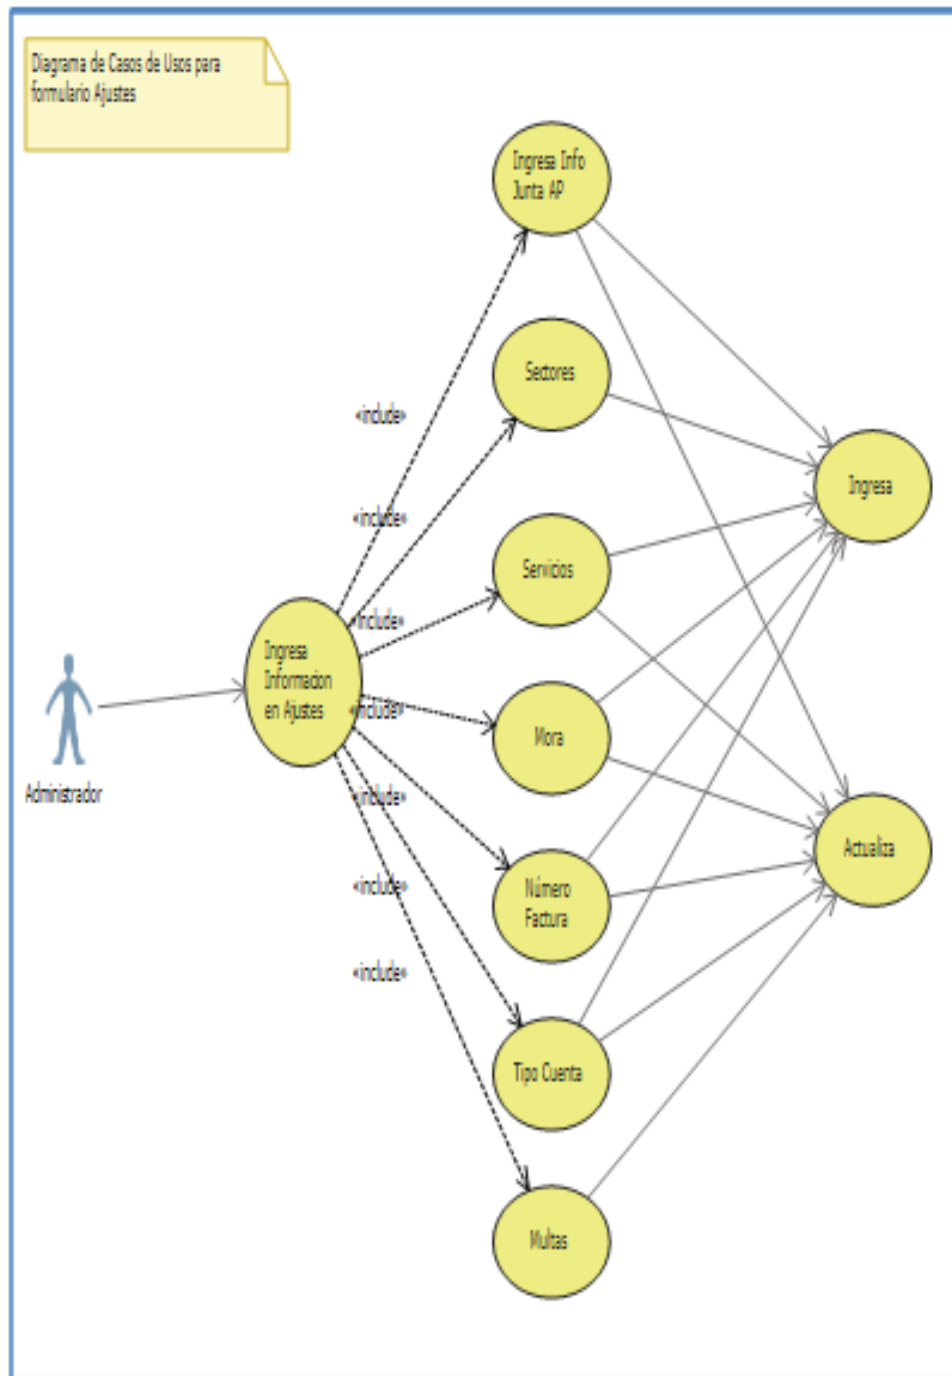 Diagrama de Casos de Usos para
formulario Ajustes
Ingresa Info
Junta AP
«include»
Sectores
«include»
Ingresa
Servicios
«include»
Ingresa
Informacion
en Ajustes
«include»
Mora
Administrador
«include»
Actualiza
Número
Factura
«include»
«include»
Tipo Cuenta
Multas